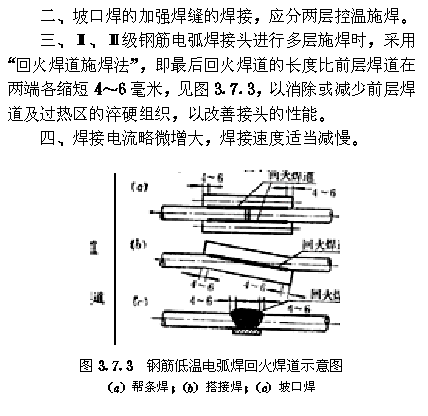 二、坡口焊的加强焊缝的焊接，应分两层控温施焊。
三、Ⅱ、Ⅲ级钢筋电弧焊接头进行多层施焊时，采用
“回火焊道施焊法”，即最后回火焊道的长度比前层焊道在
两端各缩短 4～6 毫米，见图 3.7.3，以消除或减少前层焊
道及过热区的淬硬组织，以改善接头的性能。
四、焊接电流略微增大，焊接速度适当减慢。
(a)
4～6
回火焊道
4～6
(b)
回火焊
4～6
4～6
道
(c)
4～6
4～6
回火
图 3.7.3 钢筋低温电弧焊回火焊道示意图
(a) 帮条焊；(b) 搭接焊；(c) 坡口焊